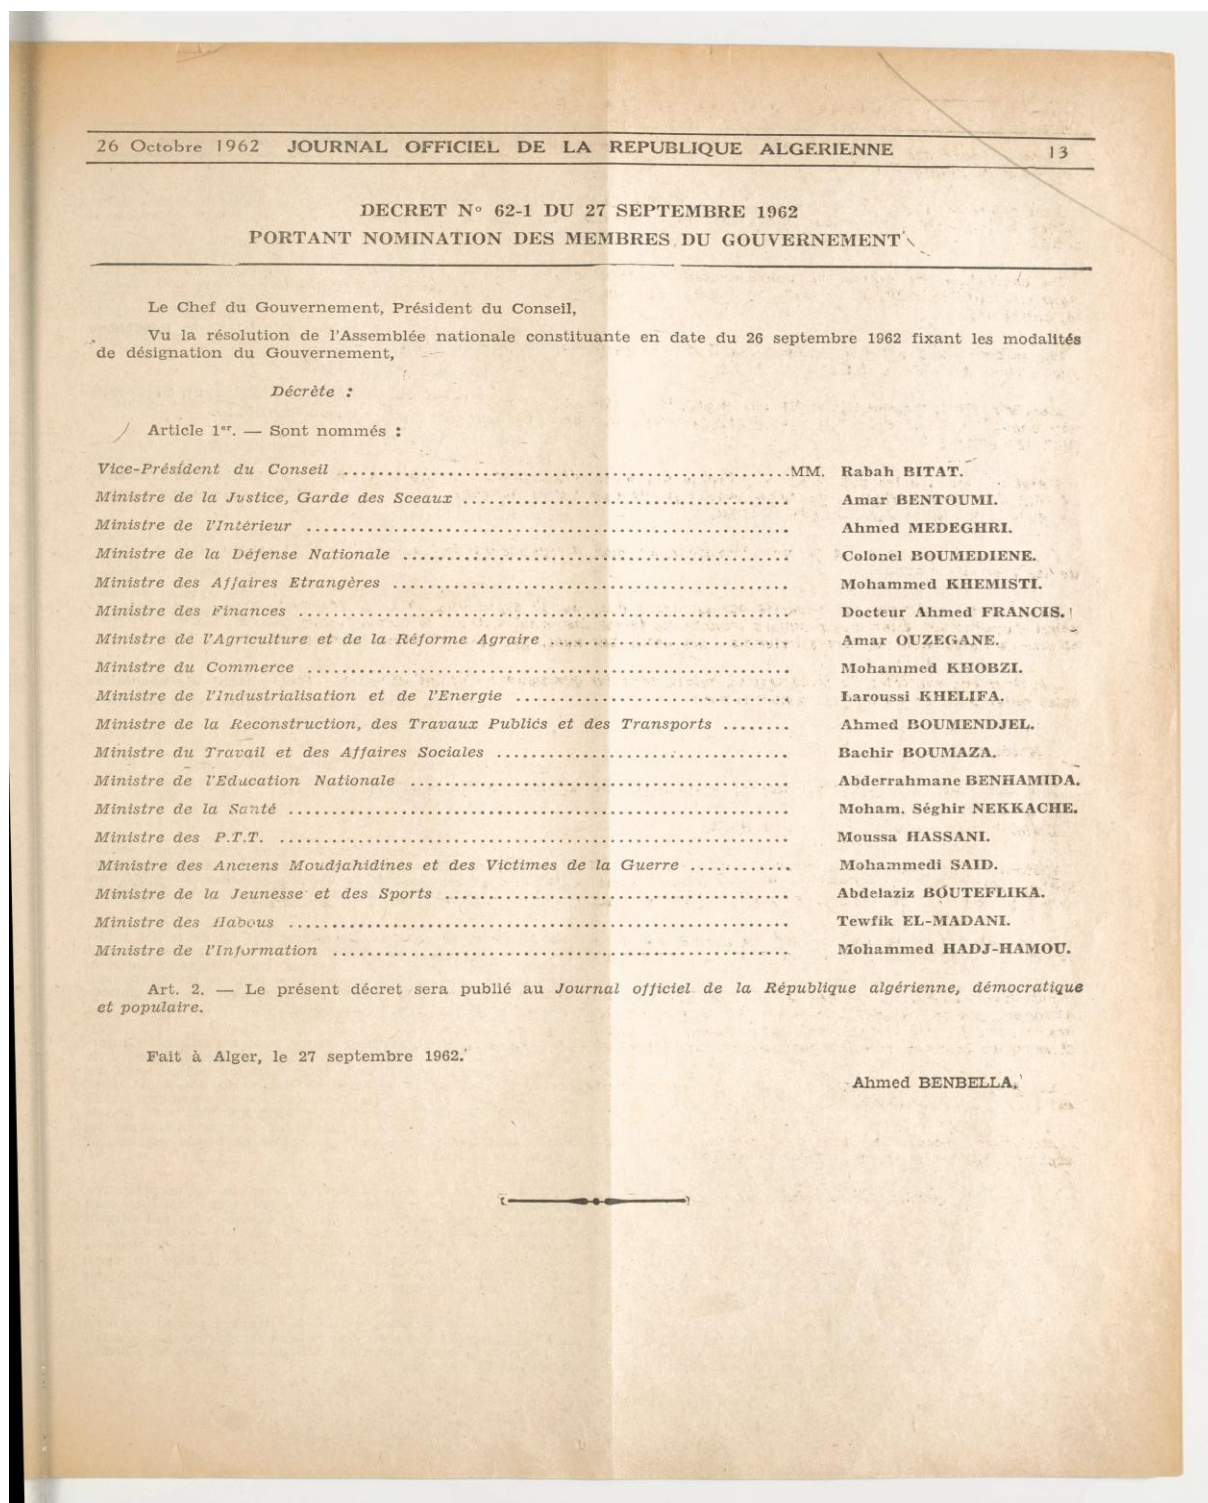 26 Octobre 1962 JOURNAL OFFICIEL DE LA REPUBLIQUE ALGERIENNE 13
DECRET N° 62-1 DU 27 SEPTEMBRE 1962
PORTANT NOMINATION DES MEMBRES DU GOUVERNEMENT
Le Chef du Gouvernement, Président du Conseil,
Vu la résolution de l'Assemblée nationale constituante en date du 26 septembre 1962 fixant les modalités
de désignation du Gouvernement,
Décrète :
Article 1er. — Sont nommés :
Vice-Président du Conseil ........ MM. Rabah BITAT.
Ministre de la Justice, Garde des Sceaux ........ Amar BENTOUMI.
Ministre de l'Intérieur ........ Ahmed MEDEGHRI.
Ministre de la Défense Nationale ........ Colonel BOUMEDIENE.
Ministre des Affaires Etrangères ........ Mohammed KHEMISTI.
Ministre des Finances ........ Docteur Ahmed FRANCIS.
Ministre de l'Agriculture et de la Réforme Agraire ........ Amar OUZEGANE.
Ministre du Commerce ........ Mohammed KHOBZI.
Ministre de l'Industrialisation et de l'Energie ........ Laroussi KHELIFA.
Ministre de la Reconstruction, des Travaux Publics et des Transports ........ Ahmed BOUMENDJEL.
Ministre du Travail et des Affaires Sociales ........ Bachir BOUMAZA.
Ministre de l'Education Nationale ........ Abderrahmane BENHAMIDA.
Ministre de la Santé ........ Moham. Séghir NEKKACHE.
Ministre des P.T.T. ........ Moussa HASSANI.
Ministre des Anciens Moudjahidines et des Victimes de la Guerre ........ Mohammedi SAID.
Ministre de la Jeunesse et des Sports ........ Abdelaziz BOUTEFLIKA.
Ministre des Habous ........ Tewfik EL-MADANI.
Ministre de l'Information ........ Mohammed HADJ-HAMOU.
Art. 2. — Le présent décret sera publié au Journal officiel de la République algérienne, démocratique
et populaire.
Fait à Alger, le 27 septembre 1962.
Ahmed BENBELLA.